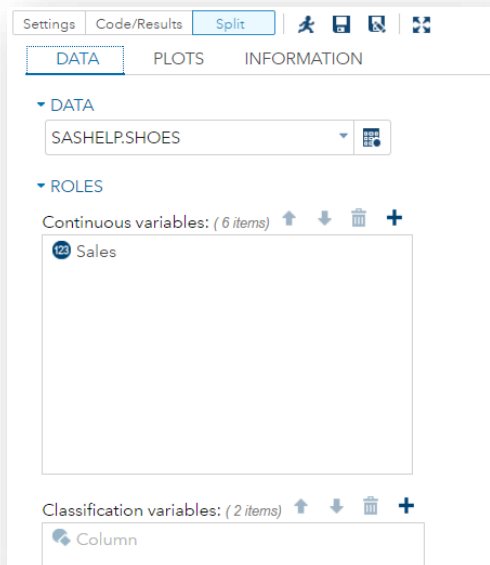 Settings Code/Results Split
DATA PLOTS INFORMATION
DATA
SASHELP.SHOES
ROLES
Continuous variables: (6 items)
123 Sales
Classification variables: (2 items)
Column